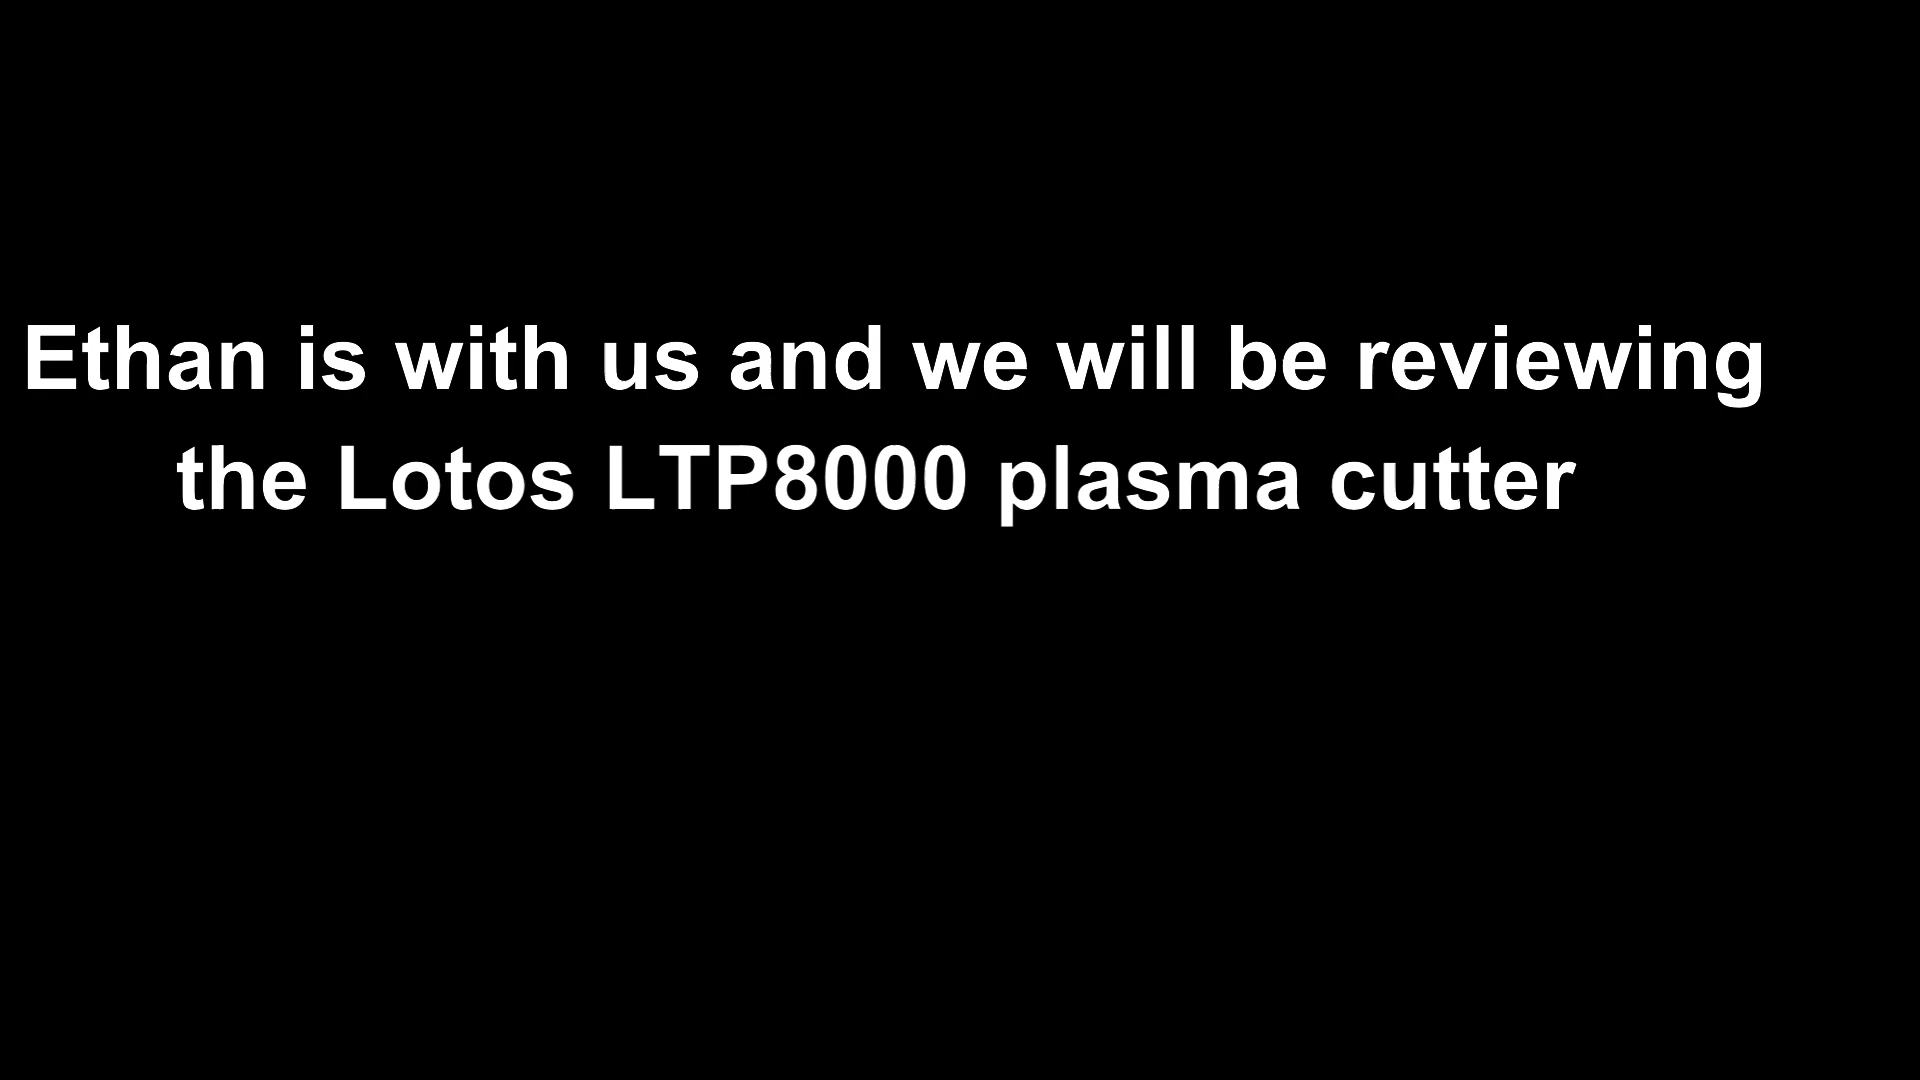 Ethan is with us and we will be reviewing
the Lotos LTP8000 plasma cutter